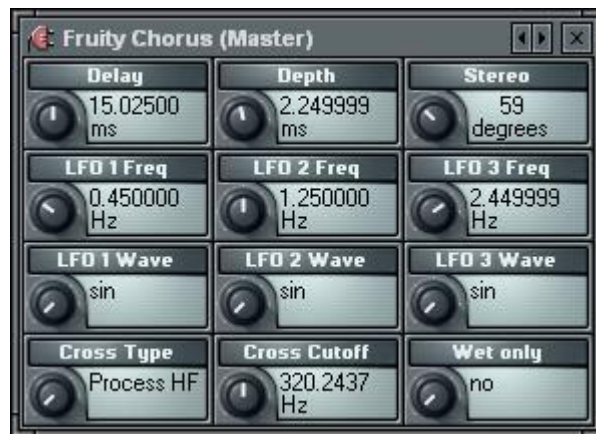 Fruity Chorus (Master)
Delay
Depth
Stereo
15.02500
ms
2.249999
ms
59
degrees
LFO 1 Freq
LFO 2 Freq
LFO 3 Freq
0.450000
Hz
1.250000
Hz
2.449999
Hz
LFO 1 Wave
LFO 2 Wave
LFO 3 Wave
sin
sin
sin
Cross Type
Cross Cutoff
Wet only
Process HF
320.2437
Hz
no